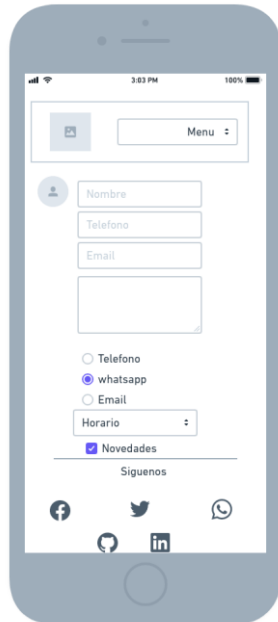 3:03 PM
100%
Menu
Nombre
Telefono
Email
Telefono
whatsapp
Email
Horario
Novedades
Siguenos